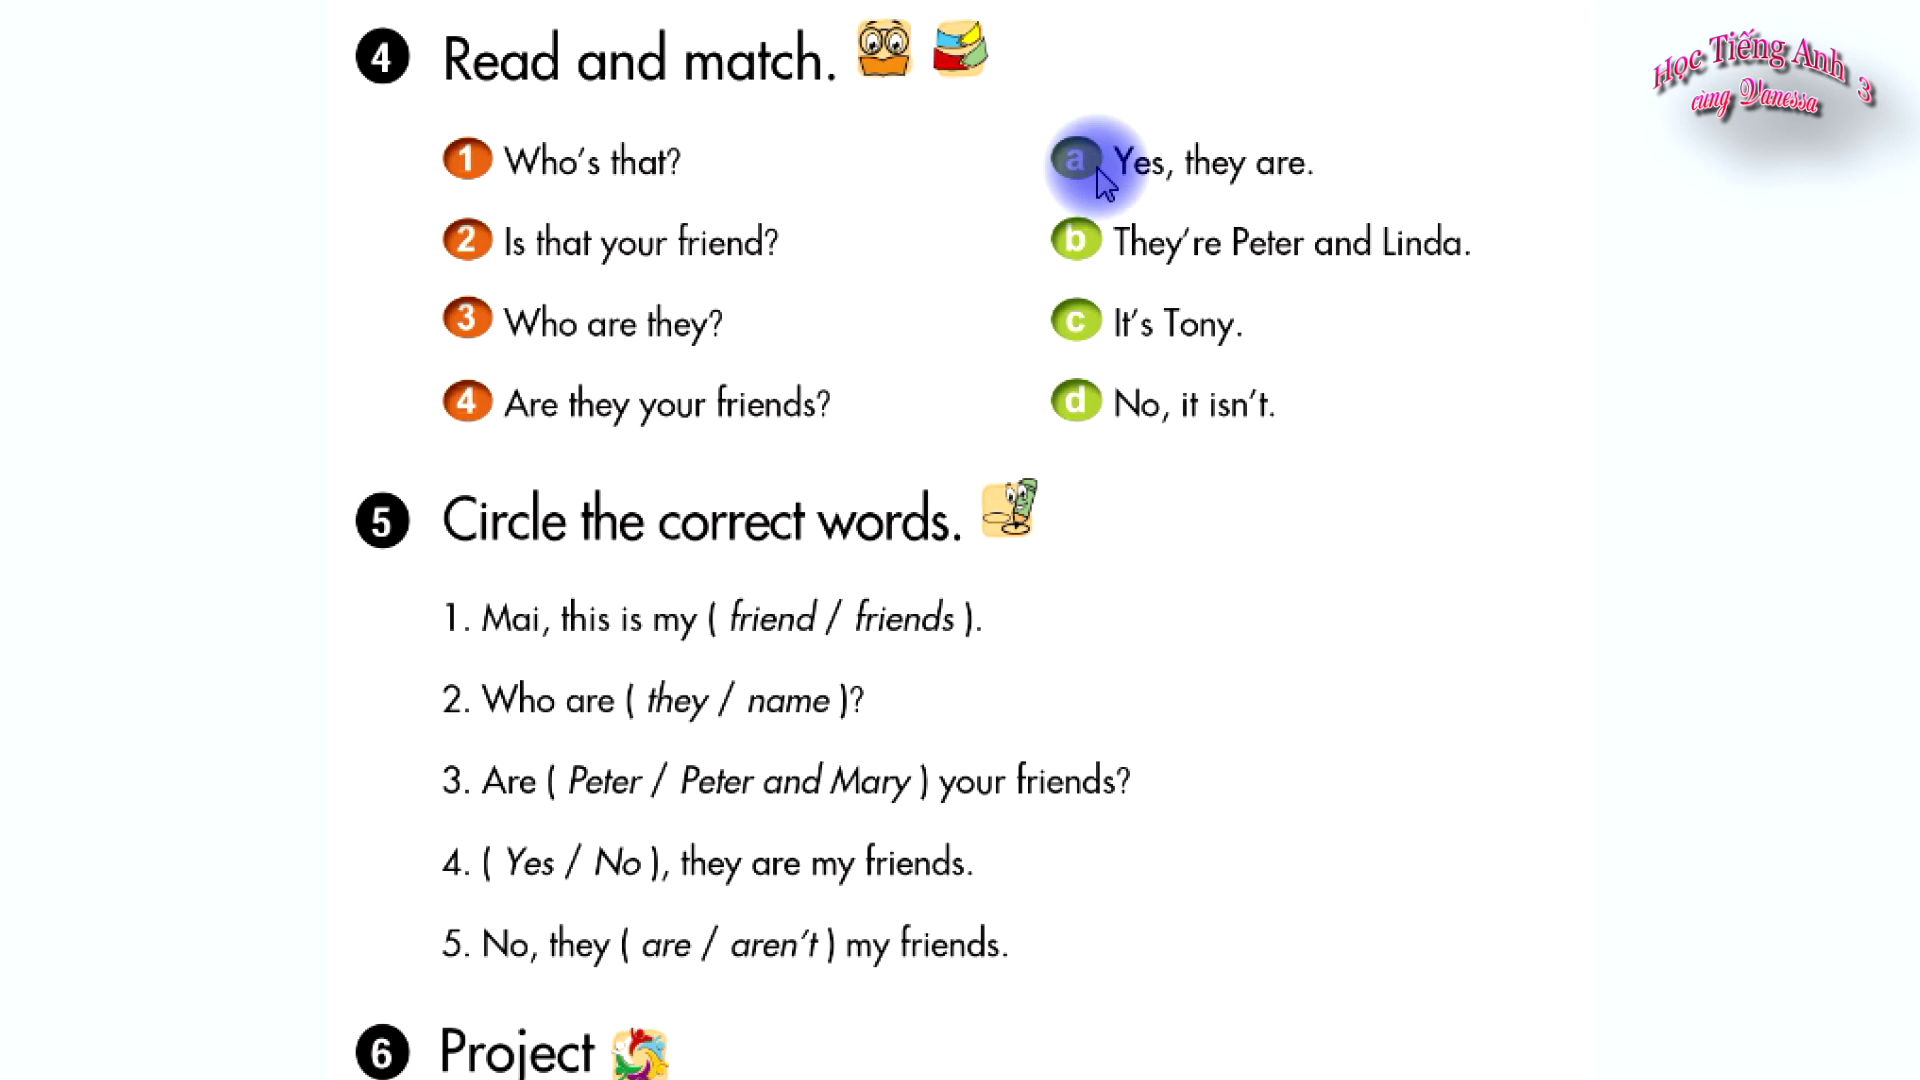 4 Read and match.
Học Tiếng Anh 3
cùng Vanessa
1 Who's that?
a Yes, they are.
2 Is that your friend?
b They're Peter and Linda.
3 Who are they?
c It's Tony.
4 Are they your friends?
d No, it isn't.
5 Circle the correct words.
1. Mai, this is my ( friend / friends ).
2. Who are ( they / name )?
3. Are ( Peter / Peter and Mary ) your friends?
4. ( Yes / No ), they are my friends.
5. No, they ( are / aren't ) my friends.
6 Project